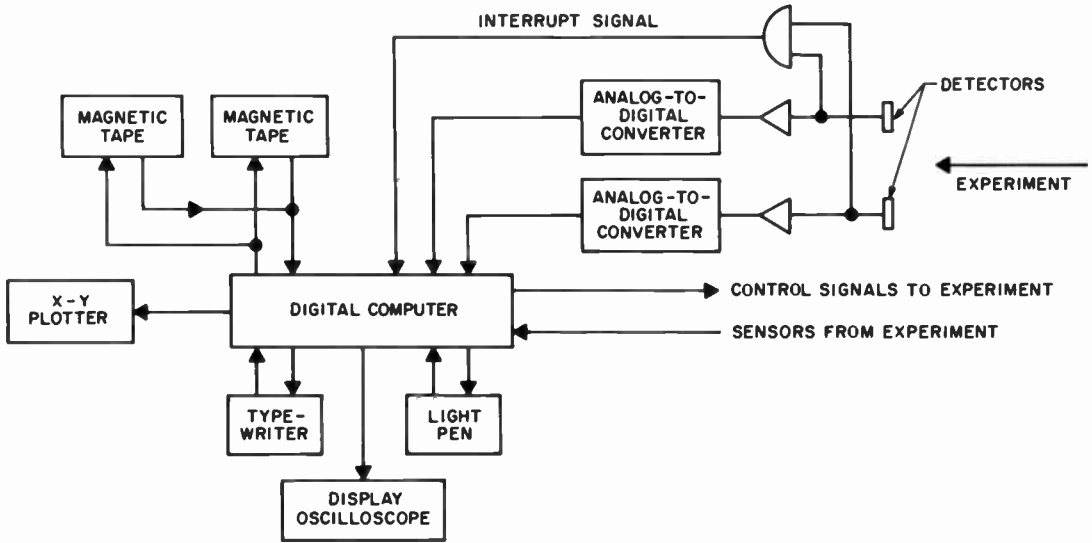 INTERRUPT SIGNAL
ANALOG-TO-
DIGITAL
CONVERTER
DETECTORS
MAGNETIC
TAPE
MAGNETIC
TAPE
EXPERIMENT
ANALOG-TO-
DIGITAL
CONVERTER
X-Y
PLOTTER
DIGITAL COMPUTER
CONTROL SIGNALS TO EXPERIMENT
SENSORS FROM EXPERIMENT
TYPE-
WRITER
LIGHT
PEN
DISPLAY
OSCILLOSCOPE